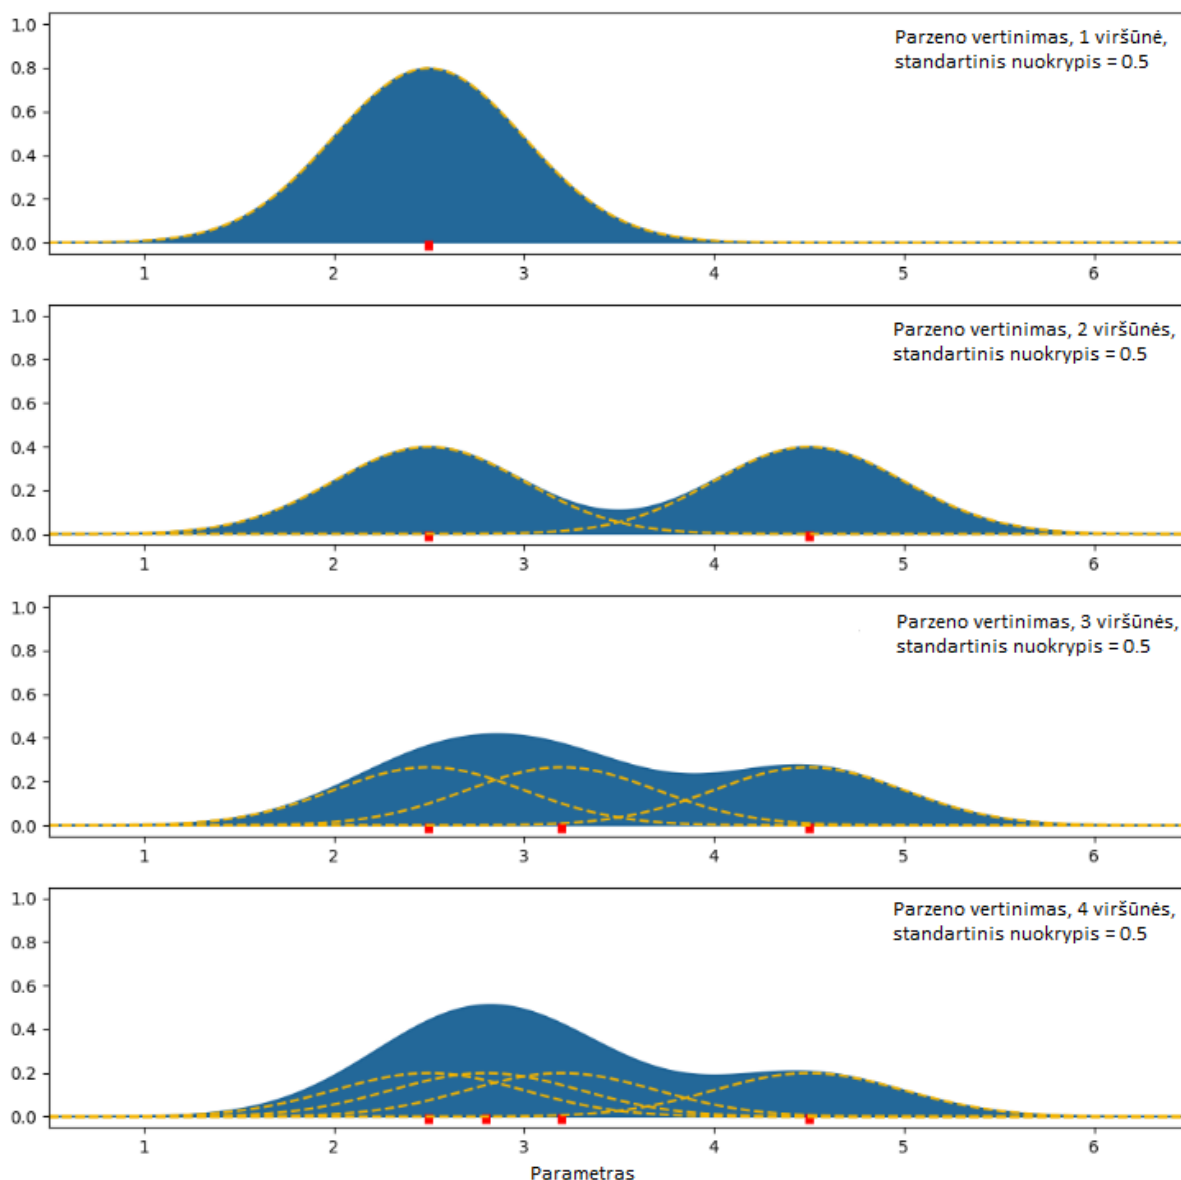 Parzeno vertinimas, 1 viršūnė,
standartinis nuokrypis = 0.5
1.0
0.8
0.6
0.4
0.2
0.0
1 2 3 4 5 6
Parzeno vertinimas, 2 viršūnės,
standartinis nuokrypis = 0.5
1.0
0.8
0.6
0.4
0.2
0.0
1 2 3 4 5 6
Parzeno vertinimas, 3 viršūnės,
standartinis nuokrypis = 0.5
1.0
0.8
0.6
0.4
0.2
0.0
1 2 3 4 5 6
Parzeno vertinimas, 4 viršūnės,
standartinis nuokrypis = 0.5
1.0
0.8
0.6
0.4
0.2
0.0
1 2 3 4 5 6
Parametras